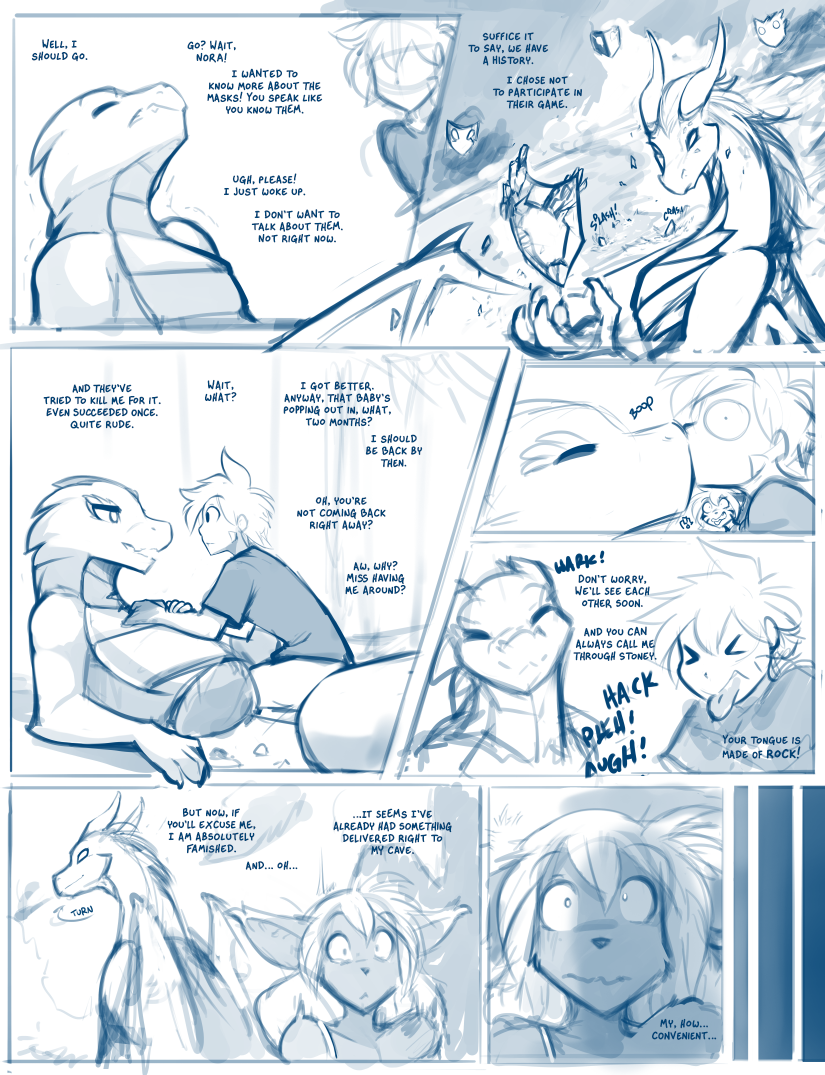 WELL, I
SHOULD GO.
GO? WAIT,
NORA!
I WANTED TO
KNOW MORE ABOUT THE
MASKS! YOU SPEAK LIKE
YOU KNOW THEM.
UGH, PLEASE!
I JUST WOKE UP.
I DON'T WANT TO
TALK ABOUT THEM.
NOT RIGHT NOW.
SUFFICE IT
TO SAY, WE HAVE
A HISTORY.
I CHOSE NOT
TO PARTICIPATE IN
THEIR GAME.
SPLASH!
CRASH
AND THEY'VE
TRIED TO KILL ME FOR IT.
EVEN SUCCEEDED ONCE.
QUITE RUDE.
WAIT,
WHAT?
I GOT BETTER.
ANYWAY, THAT BABY'S
POPPING OUT IN, WHAT,
TWO MONTHS?
I SHOULD
BE BACK BY
THEN.
OH, YOU'RE
NOT COMING BACK
RIGHT AWAY?
AW, WHY?
MISS HAVING
ME AROUND?
BOOP
HARK!
DON'T WORRY,
WE'LL SEE EACH
OTHER SOON.
AND YOU CAN
ALWAYS CALL ME
THROUGH STONEY.
HACK
PLEH!
AUGH!
YOUR TONGUE IS
MADE OF ROCK!
TURN
BUT NOW, IF
YOU'LL EXCUSE ME,
I AM ABSOLUTELY
FAMISHED.
AND... OH...
...IT SEEMS I'VE
ALREADY HAD SOMETHING
DELIVERED RIGHT TO
MY CAVE.
MY, HOW...
CONVENIENT...